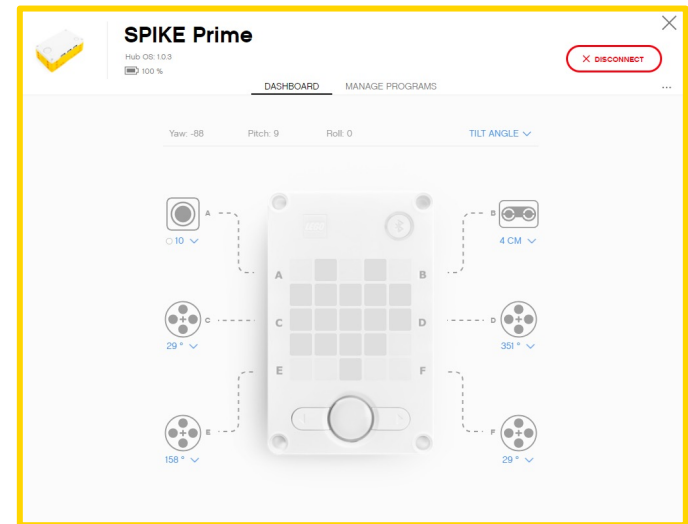 SPIKE Prime
Hub OS: 1.0.3
100 %
DISCONNECT
DASHBOARD MANAGE PROGRAMS
Yaw: -88 Pitch: 9 Roll: 0 TILT ANGLE
A B
10 4 CM
A B
C C D D
29 ° 351 °
E F
E F
158 ° 29 °